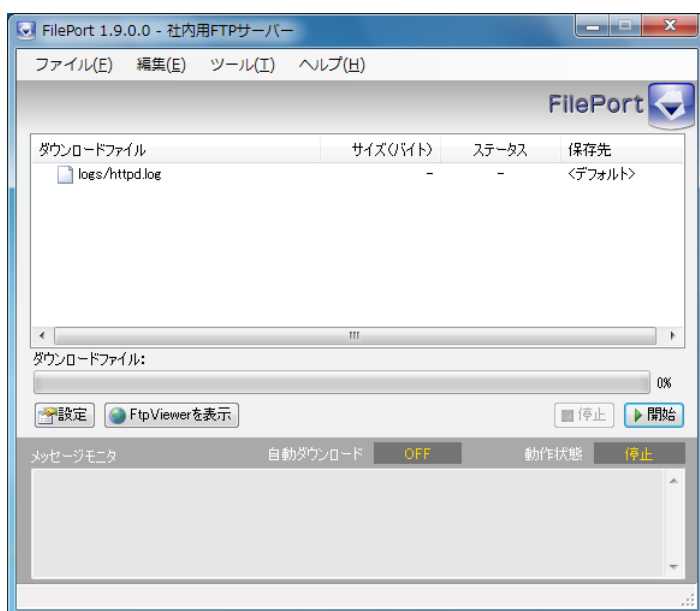 FilePort 1.9.0.0 - 社内用FTPサーバー
ファイル(F) 編集(E) ツール(T) ヘルプ(H)
FilePort
ダウンロードファイル サイズ(バイト) ステータス 保存先
logs/httpd.log - - <デフォルト>
ダウンロードファイル:
0%
設定 FtpViewerを表示 停止 開始
メッセージモニタ 自動ダウンロード OFF 動作状態 停止